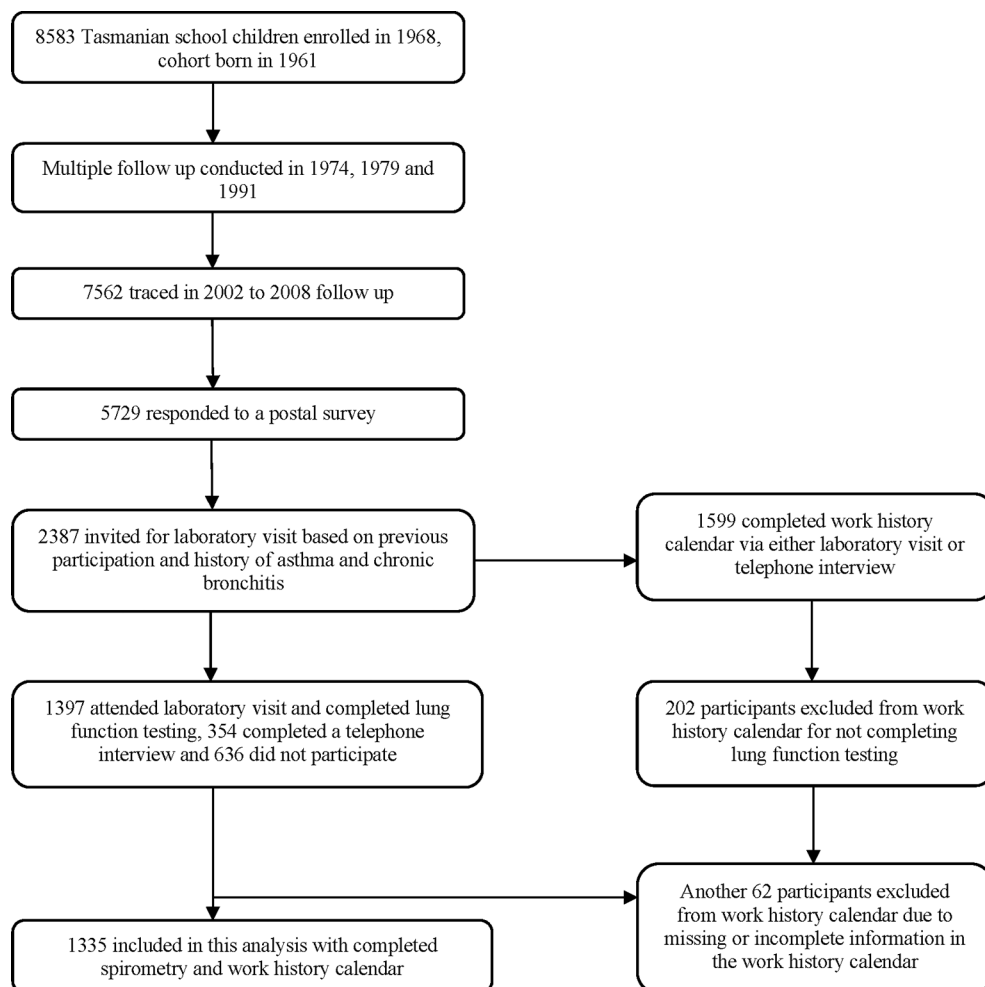 8583 Tasmanian school children enrolled in 1968,
cohort born in 1961
Multiple follow up conducted in 1974, 1979 and
1991
7562 traced in 2002 to 2008 follow up
5729 responded to a postal survey
2387 invited for laboratory visit based on previous
participation and history of asthma and chronic
bronchitis
1599 completed work history
calendar via either laboratory visit or
telephone interview
1397 attended laboratory visit and completed lung
function testing, 354 completed a telephone
interview and 636 did not participate
202 participants excluded from work
history calendar for not completing
lung function testing
Another 62 participants excluded
from work history calendar due to
missing or incomplete information in
the work history calendar
1335 included in this analysis with completed
spirometry and work history calendar